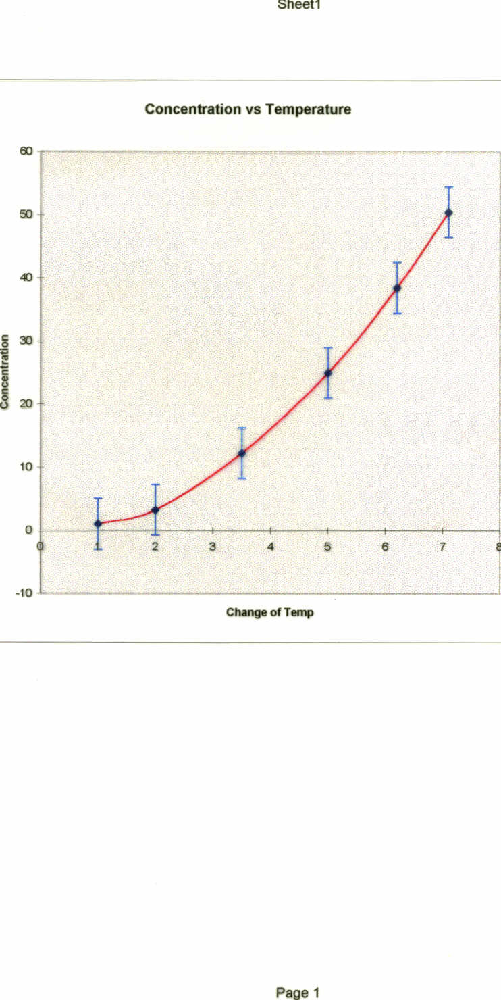 Sheet1
Concentration vs Temperature
60
50
40
30
20
10
0
-10
Concentration
0 1 2 3 4 5 6 7 8
Change of Temp
Page 1